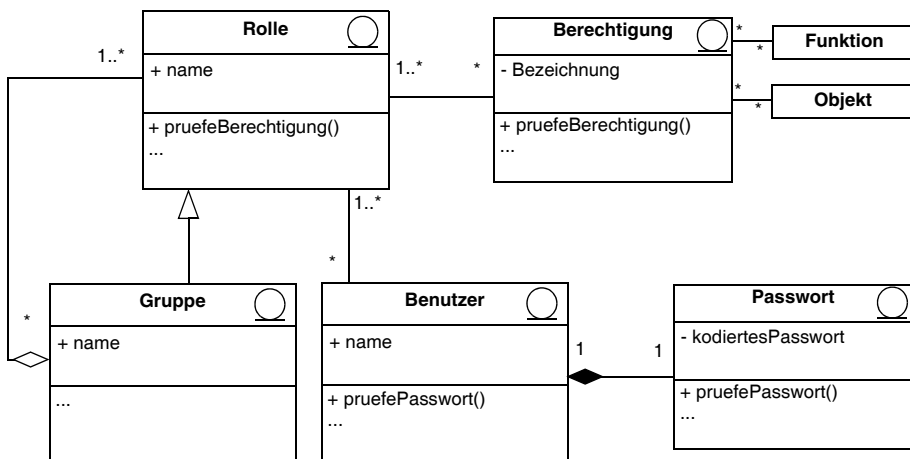 Rolle
+ name
+ pruefeBerechtigung()
...
1..*
1..*
*
Berechtigung
- Bezeichnung
+ pruefeBerechtigung()
...
*
*
Funktion
*
*
Objekt
1..*
*
*
Gruppe
+ name
...
Benutzer
+ name
+ pruefePasswort()
...
1
1
Passwort
- kodiertesPasswort
+ pruefePasswort()
...